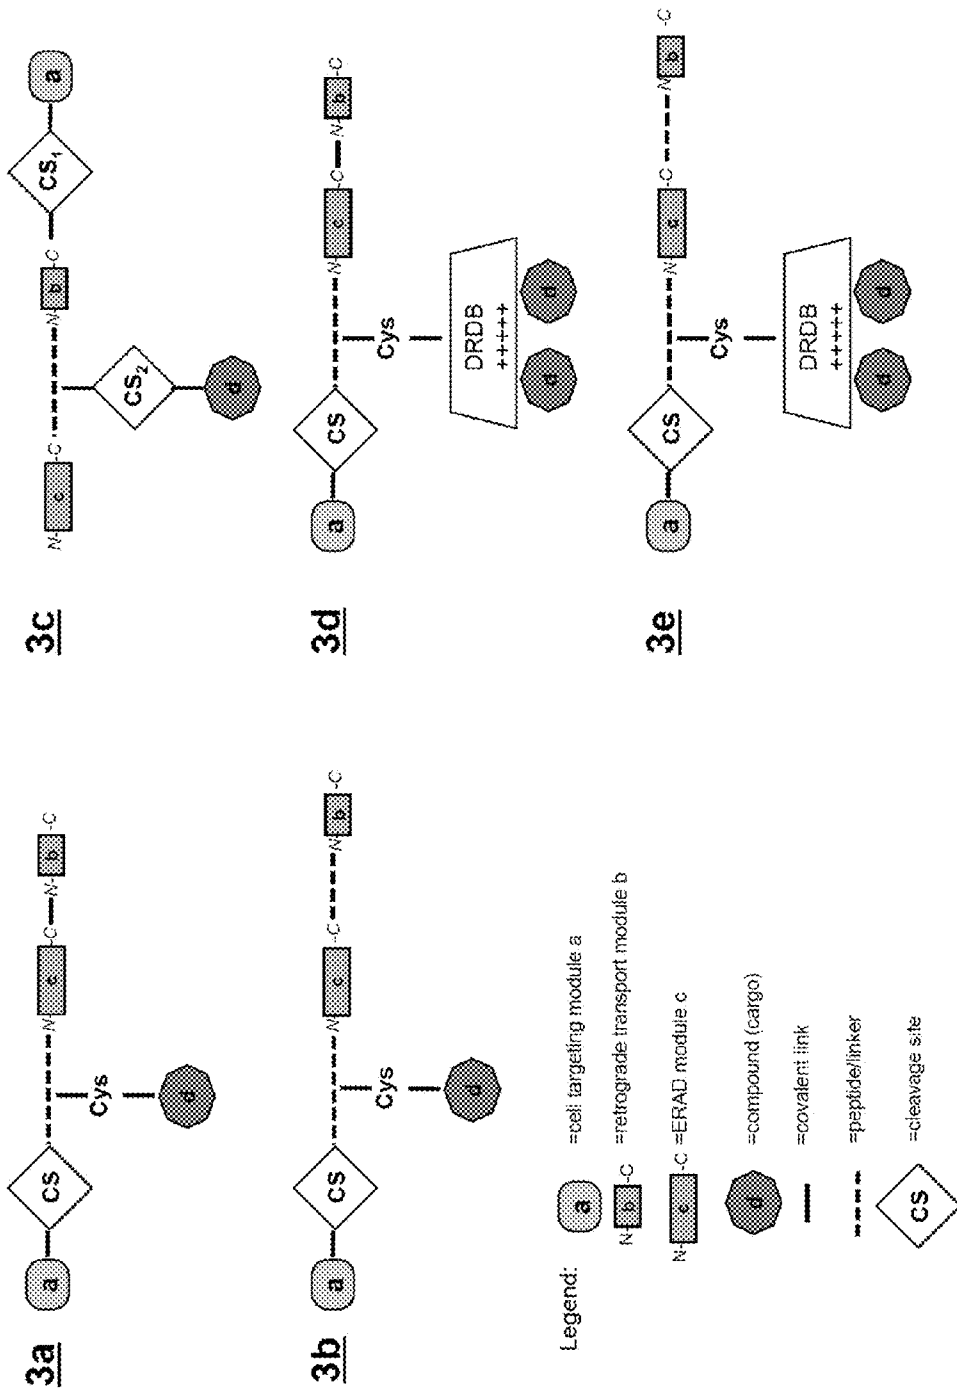 3a
a
CS
Cys
d
N- c -C
N- b -C
3b
a
CS
Cys
d
N- c -C
N- b -C
Legend:
a =cell targeting module a
N- b -C =retrograde transport module b
N- c -C =ERAD module c
d =compound (cargo)
=covalent link
=peptide/linker
CS =cleavage site
3c
N- c -C
CS₂
d
N b -C
CS₁
a
3d
a
CS
Cys
DRDB
+++++
d d
N- c -C
N- b -C
3e
a
CS
Cys
DRDB
+++++
d d
N -C
N b -C